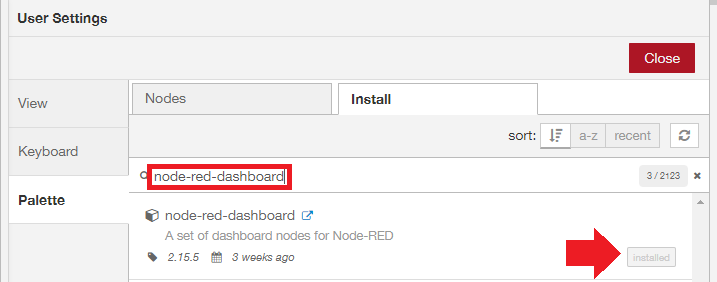 User Settings
Close
View
Keyboard
Palette
Nodes
Install
sort: a-z recent
node-red-dashboard 3 / 2123
node-red-dashboard
A set of dashboard nodes for Node-RED
2.15.5 3 weeks ago
installed